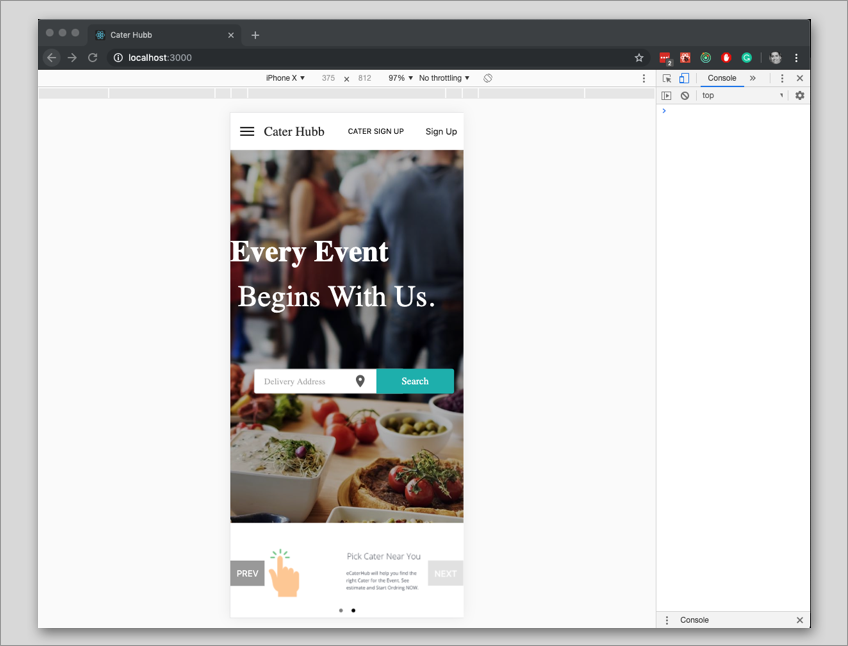 Cater Hubb
localhost:3000
2
iPhone X ▼ 375 × 812 97% ▼ No throttling ▼
Console »
top
Cater Hubb CATER SIGN UP Sign Up
Every Event
Begins With Us.
Delivery Address Search
Pick Cater Near You
PREV
NEXT
eCaterHub will help you find the
right Cater for the Event, See
estimate and Start Ordring NOW.
Console